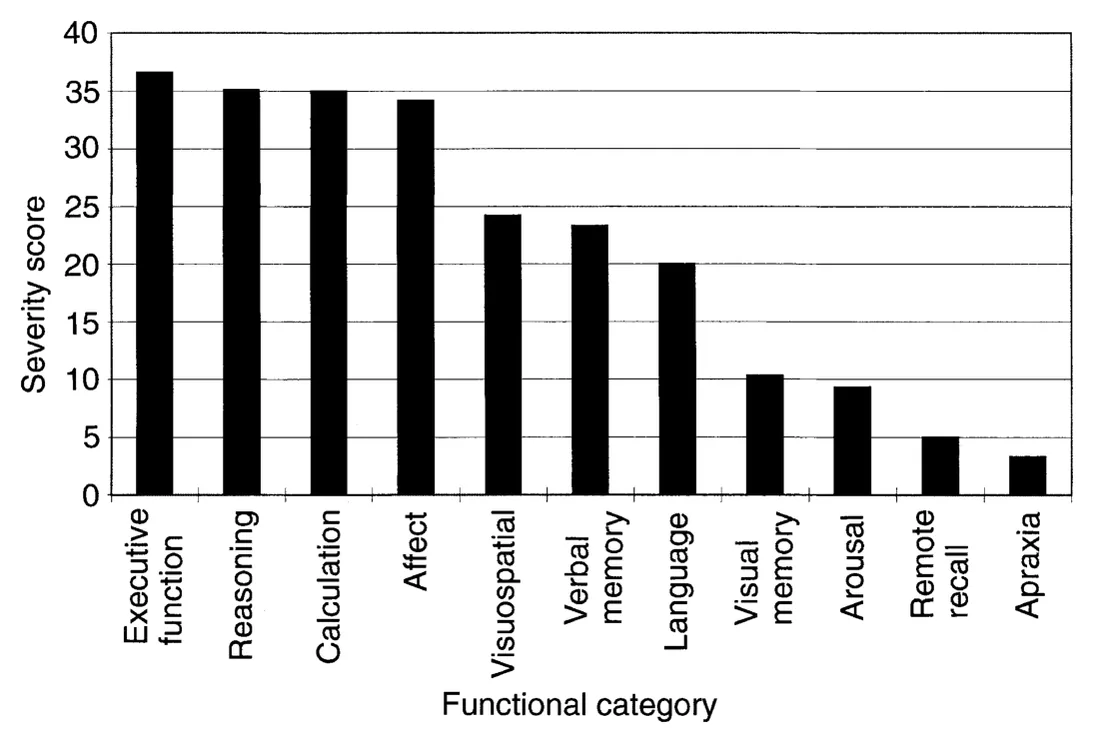 40
35
30
25
20
15
10
5
0
Severity score
Executive
function
Reasoning
Calculation
Affect
Visuospatial
Verbal
memory
Language
Visual
memory
Arousal
Remote
recall
Apraxia
Functional category